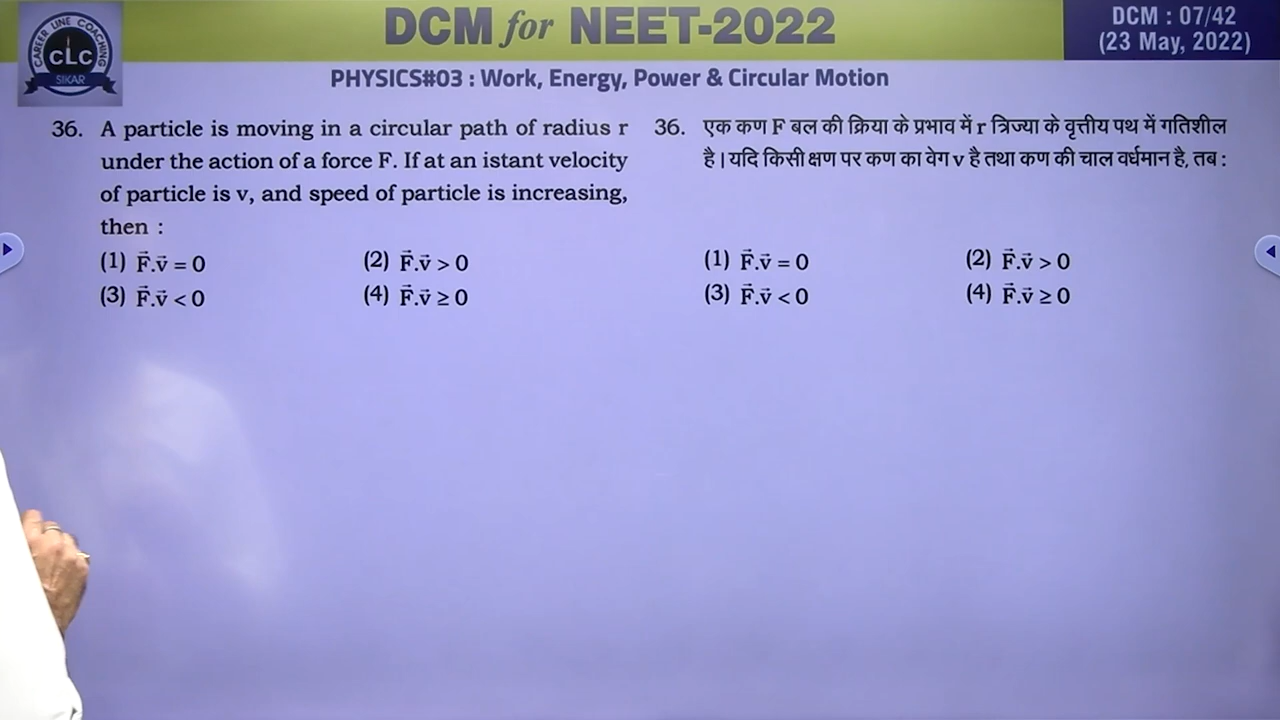 DCM for NEET-2022
DCM : 07/42
(23 May, 2022)
CAREER LINE COACHING
CLC
SIKAR
PHYSICS#03 : Work, Energy, Power & Circular Motion
36. A particle is moving in a circular path of radius r
under the action of a force F. If at an istant velocity
of particle is v, and speed of particle is increasing,
then :
(1) F⃗.v⃗ = 0 (2) F⃗.v⃗ > 0
(3) F⃗.v⃗ < 0 (4) F⃗.v⃗ ≥ 0
36. एक कण F बल की क्रिया के प्रभाव में r त्रिज्या के वृत्तीय पथ में गतिशील
है। यदि किसी क्षण पर कण का वेग v है तथा कण की चाल वर्धमान है, तब :
(1) F⃗.v⃗ = 0 (2) F⃗.v⃗ > 0
(3) F⃗.v⃗ < 0 (4) F⃗.v⃗ ≥ 0